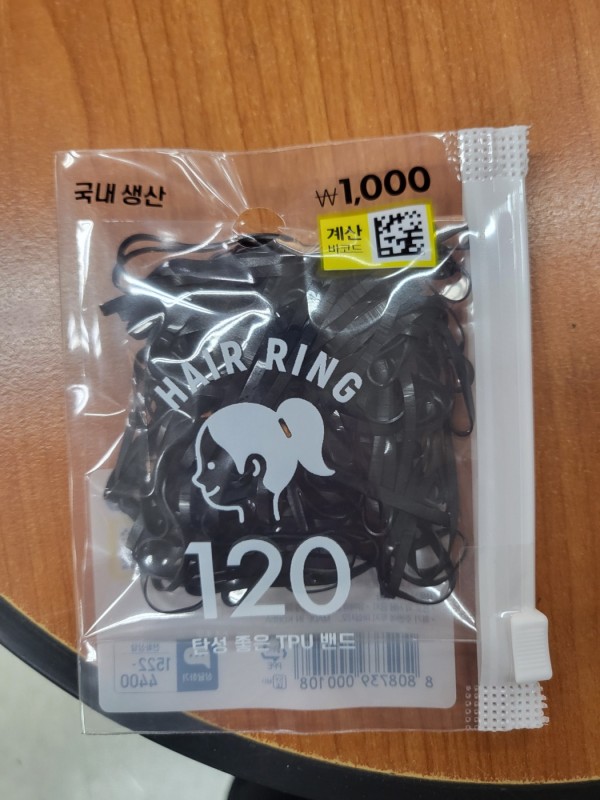 국내 생산
₩1,000
계산
바코드
HAIR RING
120
탄성 좋은 TPU 밴드
1522-
4400
8 808739 000108